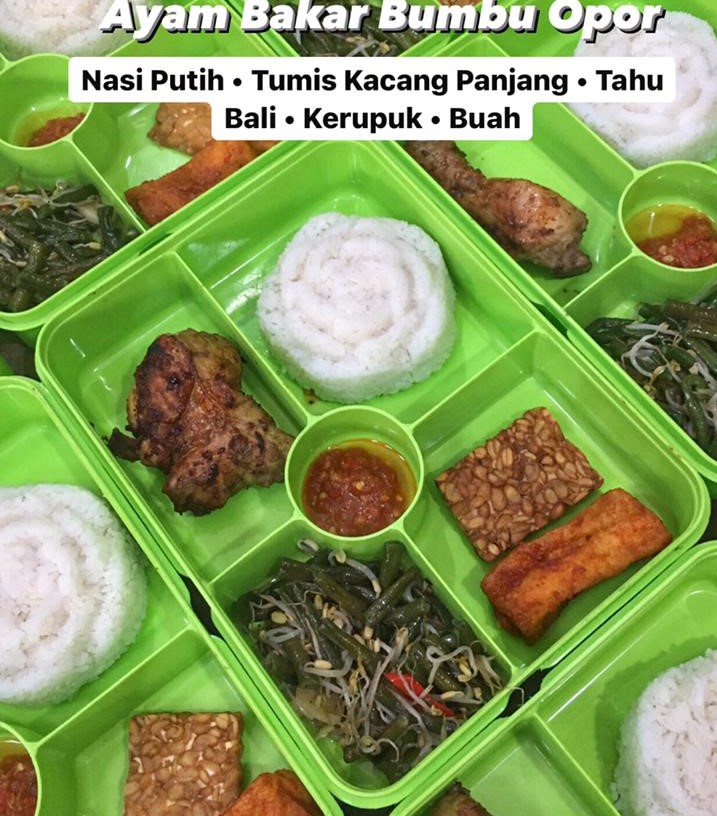 Ayam Bakar Bumbu Opor
Nasi Putih • Tumis Kacang Panjang • Tahu
Bali • Kerupuk • Buah